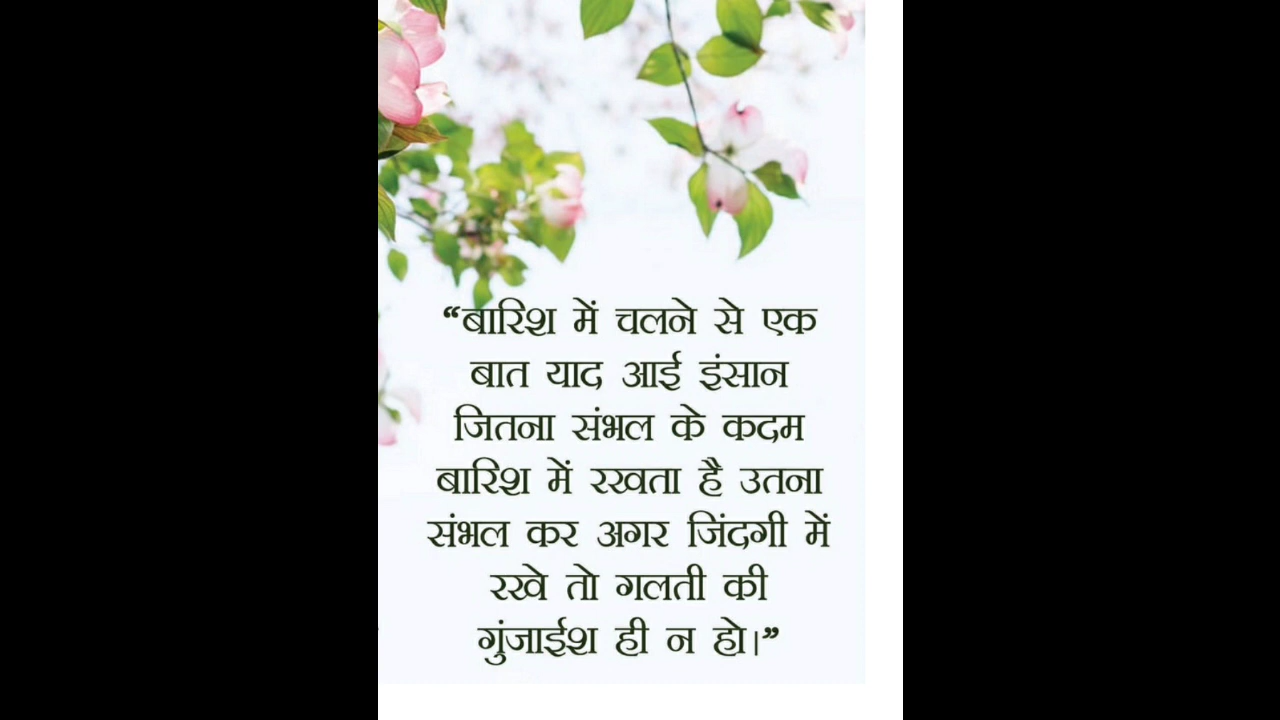 “बारिश में चलने से एक
बात याद आई इंसान
जितना संभल के कदम
बारिश में रखता है उतना
संभल कर अगर जिंदगी में
रखे तो गलती की
गुंजाईश ही न हो।”